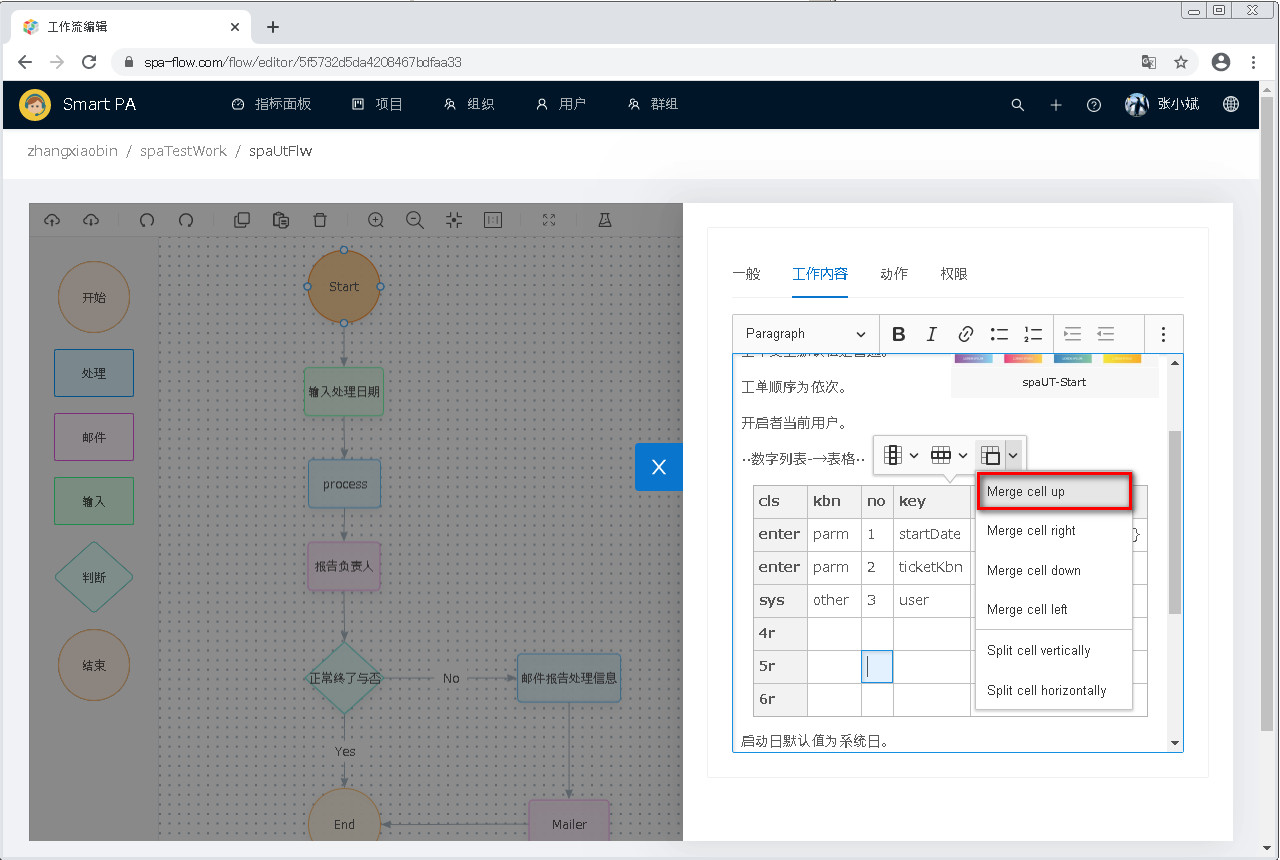 工作流编辑
spa-flow.com/flow/editor/5f5732d5da4208467bdfaa33
Smart PA 指标面板 项目 组织 用户 群组 张小斌
zhangxiaobin / spaTestWork / spaUtFlw
1:1
开始
处理
邮件
输入
判断
结束
Start
输入处理日期
process
报告负责人
正常终了与否
No
邮件报告处理信息
Yes
End
Mailer
X
一般 工作内容 动作 权限
Paragraph B I
工单顺序为依次。
spaUT-Start
开启者当前用户。
··数字列表-→表格··
cls kbn no key
enter parm 1 startDate }
enter parm 2 ticketKbn
sys other 3 user
4r
5r
6r
Merge cell up
Merge cell right
Merge cell down
Merge cell left
Split cell vertically
Split cell horizontally
启动日默认值为系统日。